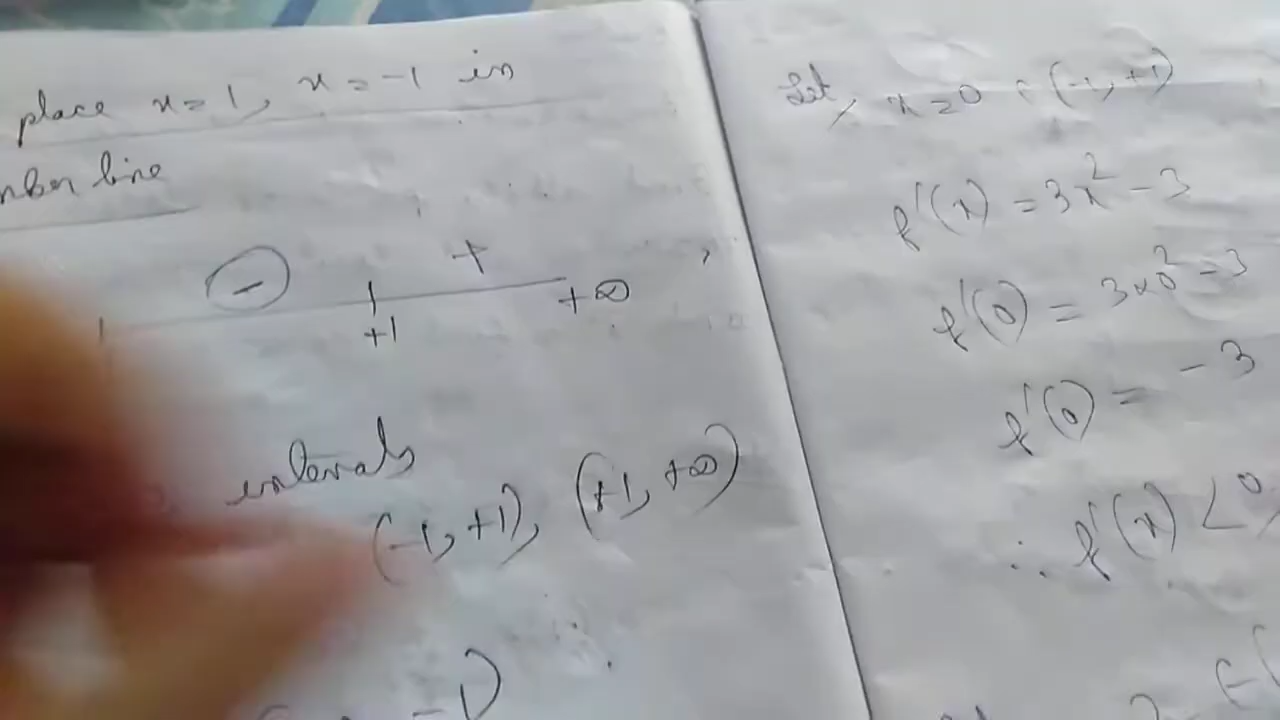 place x = 1, x = -1 in
line
- +
+1 +∞
intervals
(-1, +1), (+1, +∞)
-1)
Let, x = 0 ∈ (-1, +1)
f'(x) = 3x² - 3
f'(0) = 3×0² - 3
f'(0) = -3
∴ f'(x) < 0,